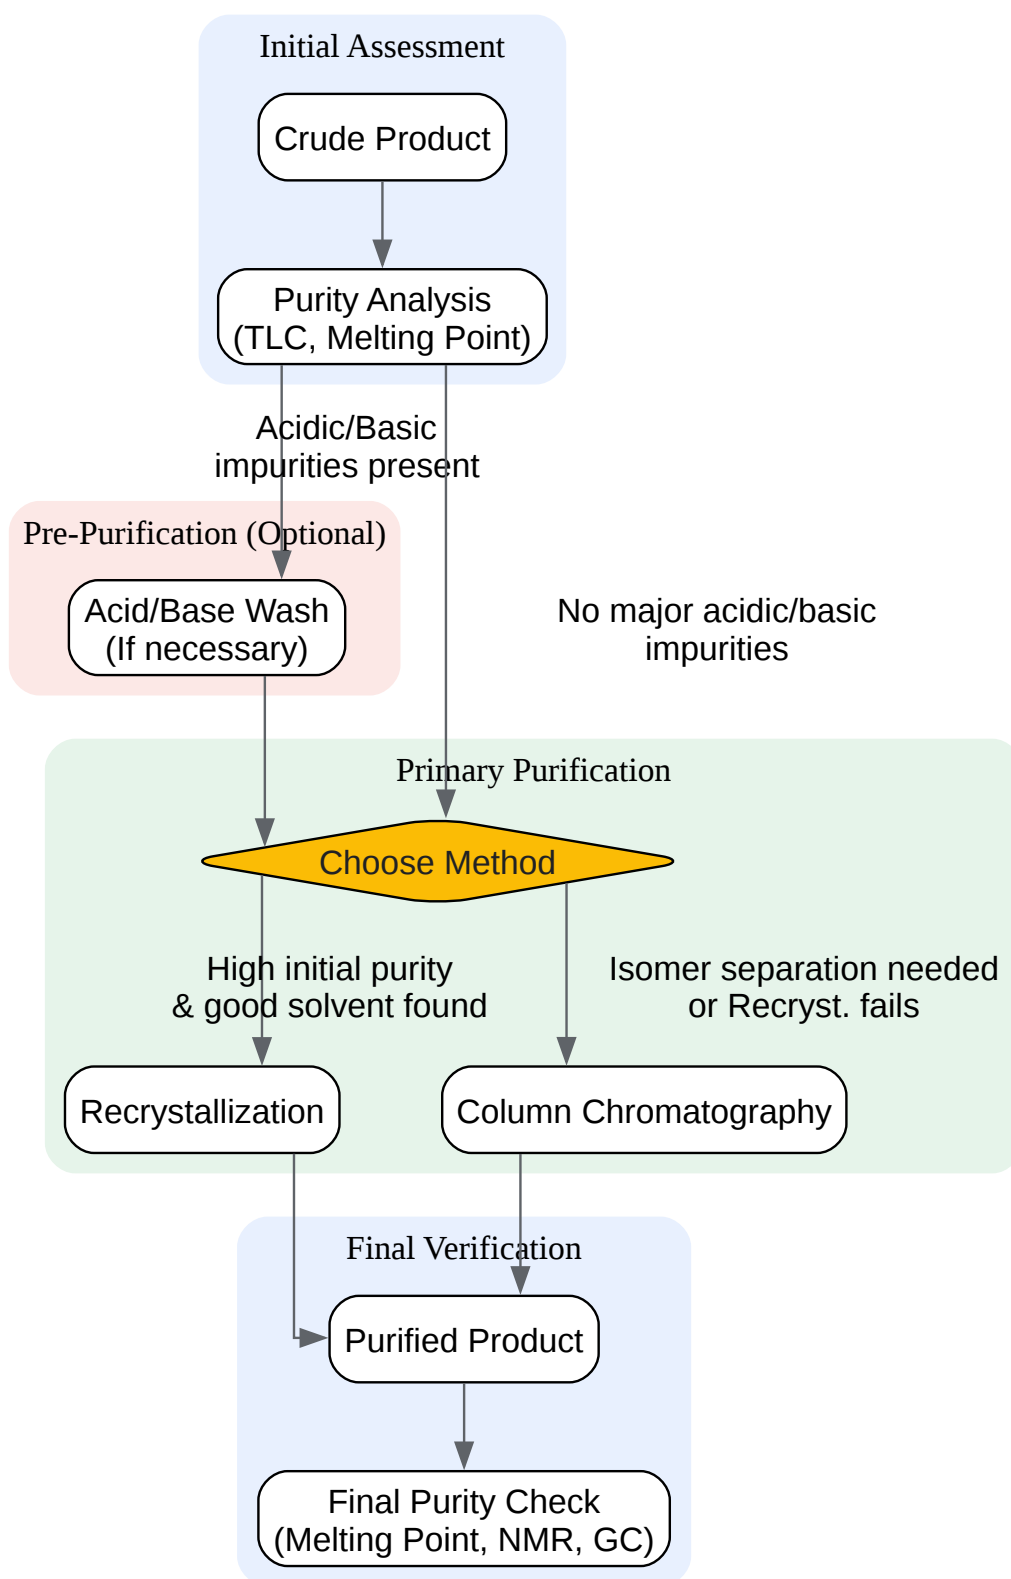 Initial Assessment
Crude Product
Purity Analysis
(TLC, Melting Point)
Acidic/Basic
impurities present
Pre-Purification (Optional)
Acid/Base Wash
(If necessary)
No major acidic/basic
impurities
Primary Purification
Choose Method
High initial purity
& good solvent found
Isomer separation needed
or Recryst. fails
Recrystallization
Column Chromatography
Final Verification
Purified Product
Final Purity Check
(Melting Point, NMR, GC)